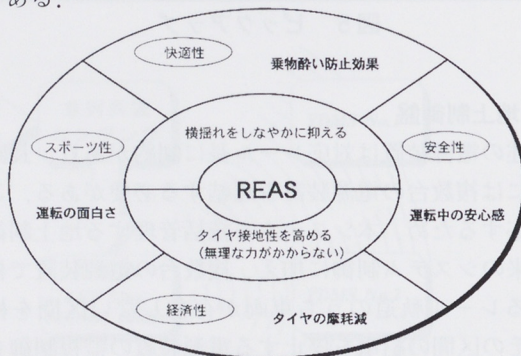 ある.
快適性
乗物酔い防止効果
横揺れをしなやかに抑える
スポーツ性
安全性
REAS
運転の面白さ
運転中の安心感
タイヤ接地性を高める
(無理な力がかからない)
経済性
タイヤの摩耗減